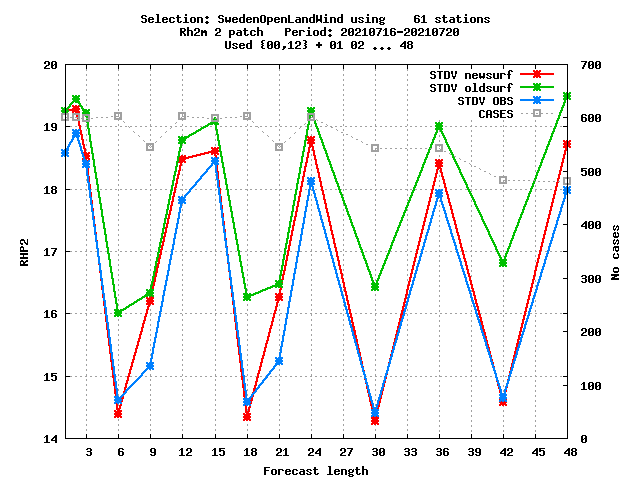 Selection: SwedenOpenLandWind using    61 stations
Rh2m 2 patch   Period: 20210716-20210720
Used {00,12} + 01 02 ... 48
STDV newsurf
STDV oldsurf
STDV OBS
CASES
20
19
18
17
16
15
14
RHP2
700
600
500
400
300
200
100
0
No cases
3 6 9 12 15 18 21 24 27 30 33 36 39 42 45 48
Forecast length